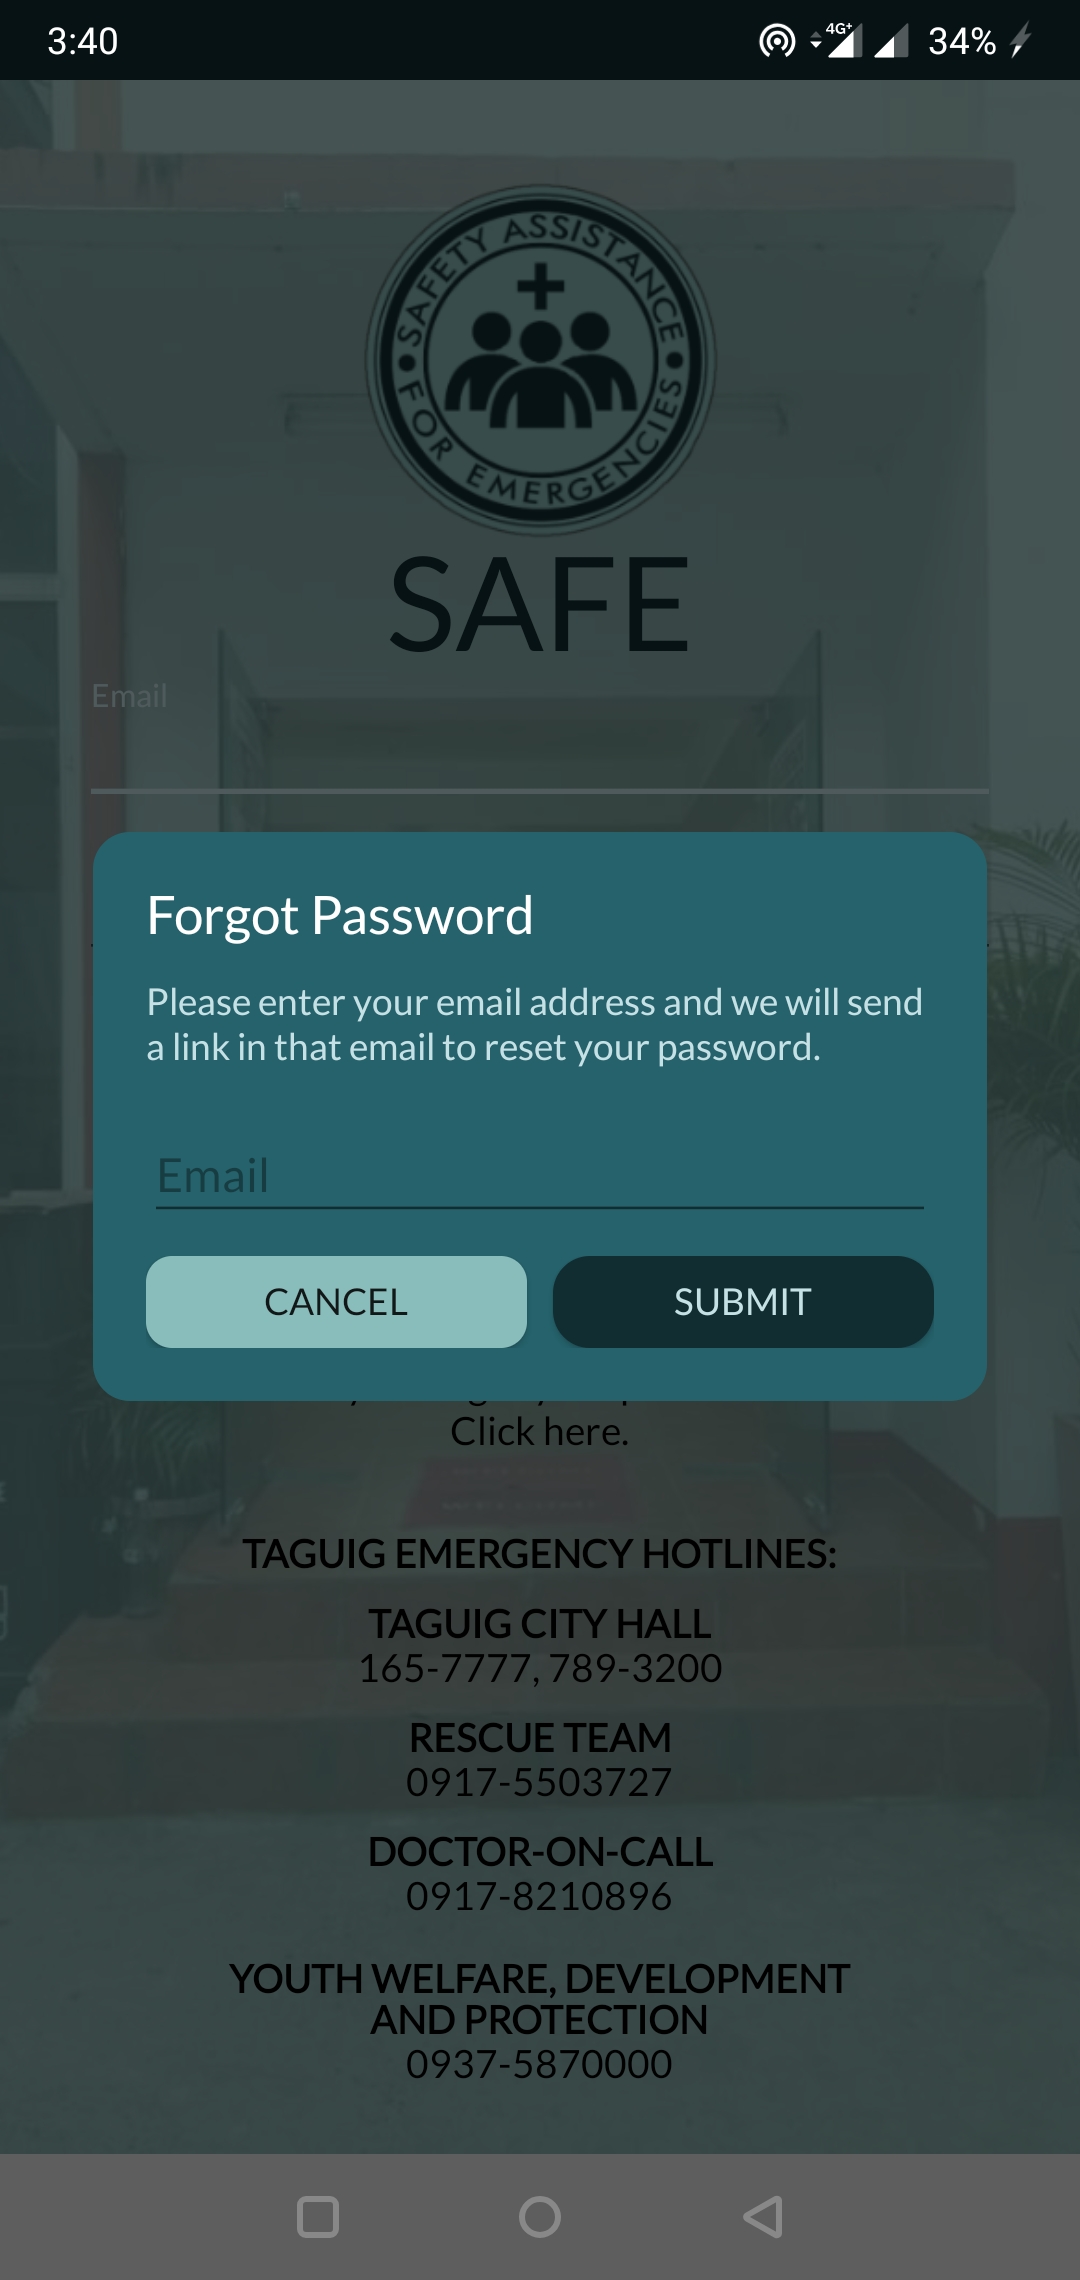 3:40
4G+
34%
SAFETY ASSISTANCE
FOR EMERGENCIES
SAFE
Email
Forgot Password
Please enter your email address and we will send
a link in that email to reset your password.
Email
CANCEL
SUBMIT
Click here.
TAGUIG EMERGENCY HOTLINES:
TAGUIG CITY HALL
165-7777, 789-3200
RESCUE TEAM
0917-5503727
DOCTOR-ON-CALL
0917-8210896
YOUTH WELFARE, DEVELOPMENT
AND PROTECTION
0937-5870000